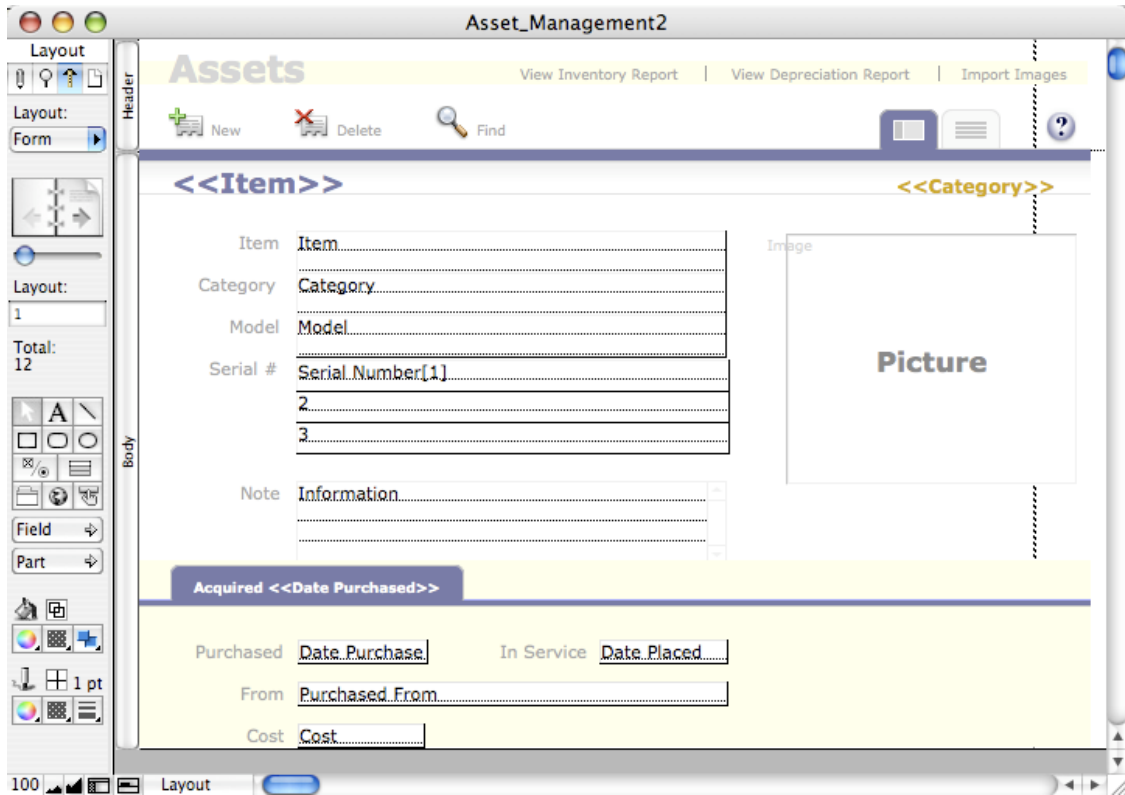 Asset_Management2
Layout
Layout:
Form
Layout:
1
Total:
12
A
Field
Part
1 pt
100
Layout
Header
Body
Assets
View Inventory Report | View Depreciation Report | Import Images
New Delete Find ?
<<Item>> <<Category>>
Item Item
Category Category
Model Model
Serial # Serial Number[1]
2
3
Image
Picture
Note Information
Acquired <<Date Purchased>>
Purchased Date Purchase In Service Date Placed
From Purchased From
Cost Cost